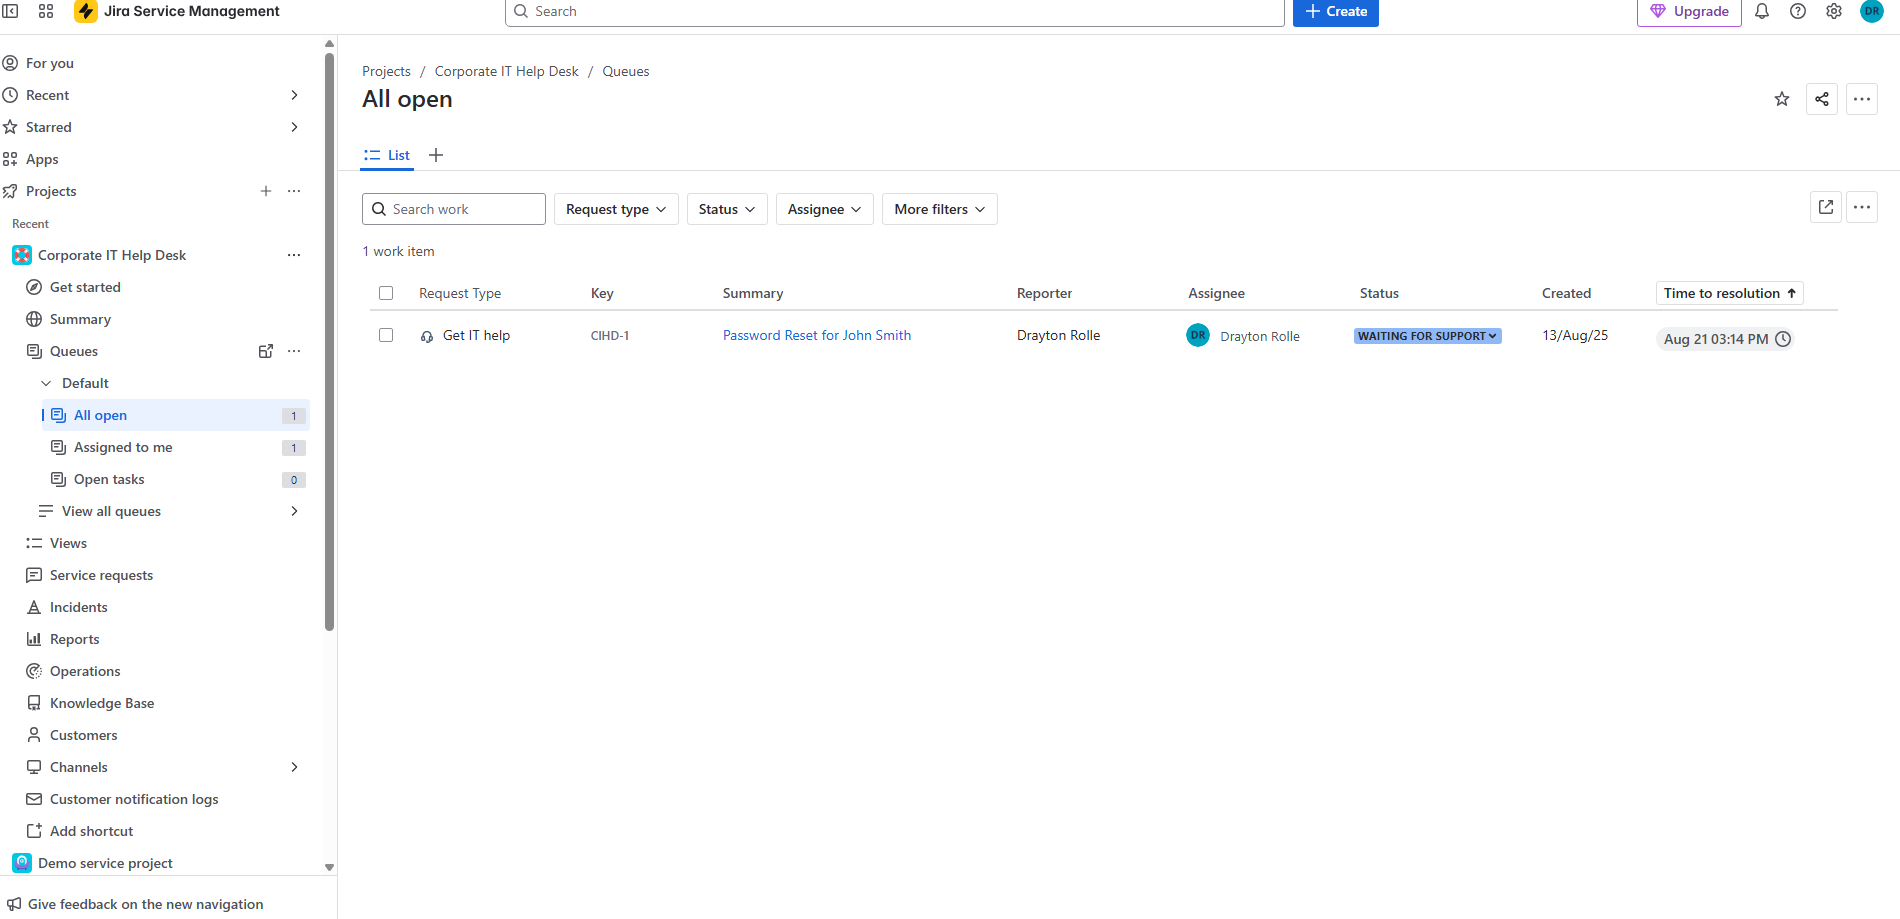 Jira Service Management
Search
Create
Upgrade
DR
For you
Recent
Starred
Apps
Projects
Recent
Corporate IT Help Desk
Get started
Summary
Queues
Default
All open 1
Assigned to me 1
Open tasks 0
View all queues
Views
Service requests
Incidents
Reports
Operations
Knowledge Base
Customers
Channels
Customer notification logs
Add shortcut
Demo service project
Give feedback on the new navigation
Projects / Corporate IT Help Desk / Queues
All open
List
Search work
Request type
Status
Assignee
More filters
1 work item
Request Type Key Summary Reporter Assignee Status Created Time to resolution
Get IT help CIHD-1 Password Reset for John Smith Drayton Rolle DR Drayton Rolle WAITING FOR SUPPORT 13/Aug/25 Aug 21 03:14 PM